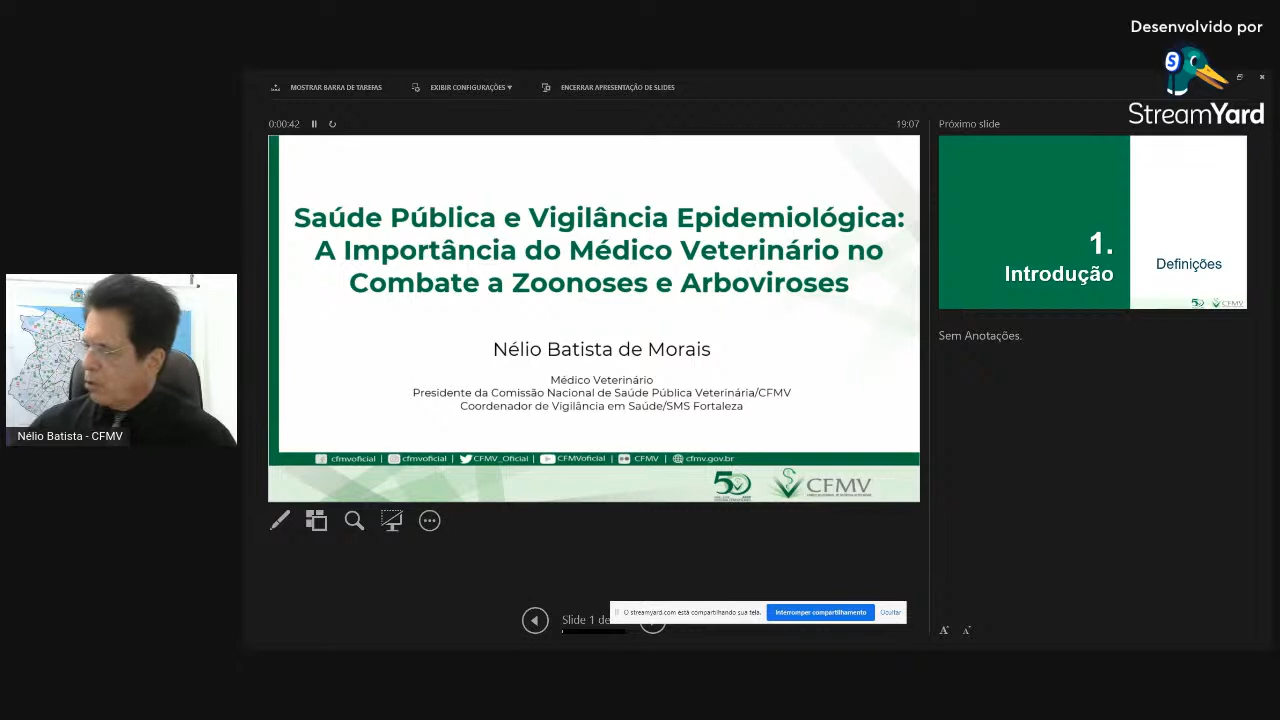 Desenvolvido por
StreamYard
MOSTRAR BARRA DE TAREFAS
EXIBIR CONFIGURAÇÕES
ENCERRAR APRESENTAÇÃO DE SLIDES
0:00:42
19:07
Próximo slide
Saúde Pública e Vigilância Epidemiológica:
A Importância do Médico Veterinário no
Combate a Zoonoses e Arboviroses
Nélio Batista de Morais
Médico Veterinário
Presidente da Comissão Nacional de Saúde Pública Veterinária/CFMV
Coordenador de Vigilância em Saúde/SMS Fortaleza
cfmvoficial | cfmvoficial | CFMV_Oficial | CFMVoficial | CFMV | cfmv.gov.br
50 CFMV
1.
Introdução
Definições
50 CFMV
Sem Anotações.
Nélio Batista - CFMV
Slide 1 de
O streamyard.com está compartilhando sua tela.
Interromper compartilhamento
Ocultar
A A